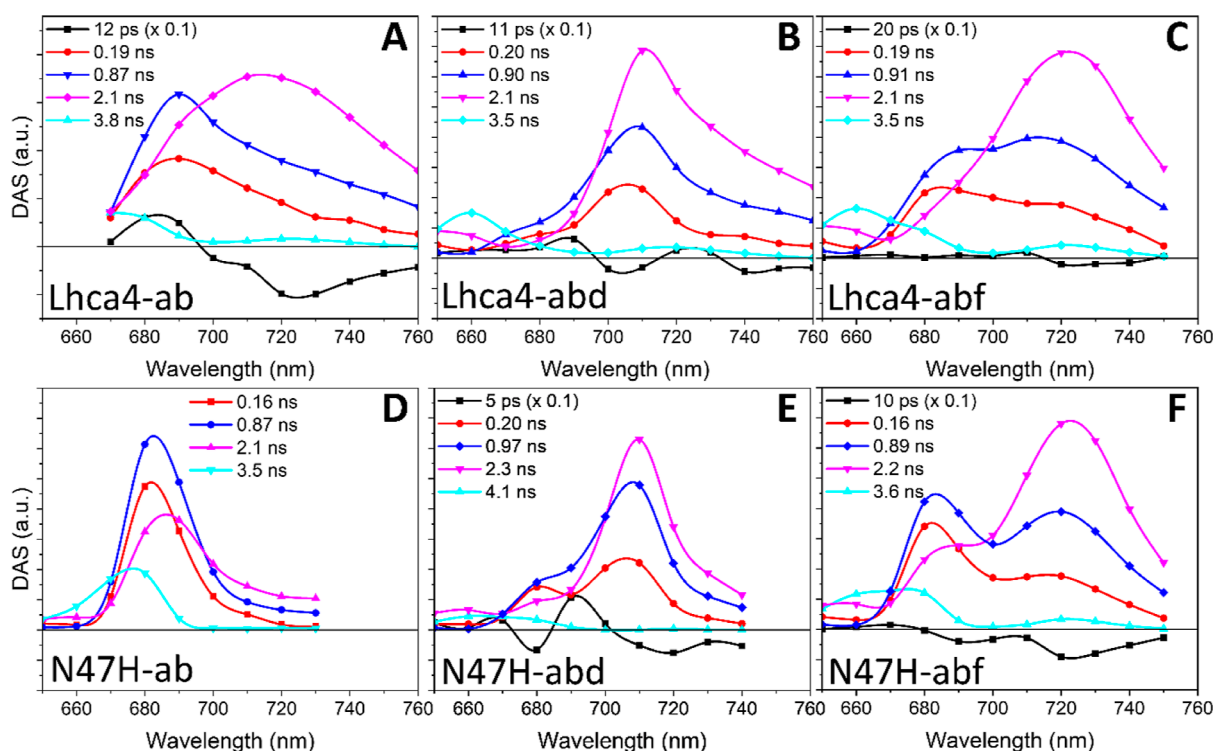 A
12 ps (x 0.1)
0.19 ns
0.87 ns
2.1 ns
3.8 ns
DAS (a.u.)
Lhca4-ab
660 680 700 720 740 760
Wavelength (nm)
B
11 ps (x 0.1)
0.20 ns
0.90 ns
2.1 ns
3.5 ns
Lhca4-abd
660 680 700 720 740 760
Wavelength (nm)
C
20 ps (x 0.1)
0.19 ns
0.91 ns
2.1 ns
3.5 ns
Lhca4-abf
660 680 700 720 740 760
Wavelength (nm)
D
0.16 ns
0.87 ns
2.1 ns
3.5 ns
DAS (a.u.)
N47H-ab
660 680 700 720 740 760
Wavelength (nm)
E
5 ps (x 0.1)
0.20 ns
0.97 ns
2.3 ns
4.1 ns
N47H-abd
660 680 700 720 740 760
Wavelength (nm)
F
10 ps (x 0.1)
0.16 ns
0.89 ns
2.2 ns
3.6 ns
N47H-abf
660 680 700 720 740 760
Wavelength (nm)